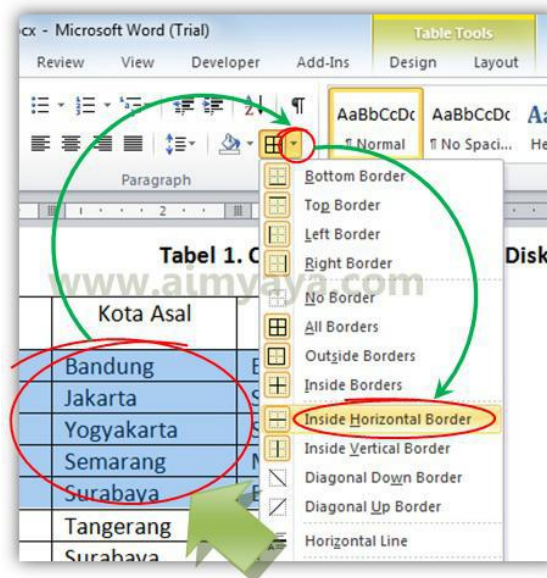 cx - Microsoft Word (Trial)
Table Tools
Review View Developer Add-Ins Design Layout
AaBbCcDc AaBbCcDc Aa
¶ Normal ¶ No Spaci... He
Paragraph
2
Bottom Border
Top Border
Left Border
Right Border
No Border
All Borders
Outside Borders
Inside Borders
Inside Horizontal Border
Inside Vertical Border
Diagonal Down Border
Diagonal Up Border
Horizontal Line
Tabel 1. C Disk
www.aimyaya.com
Kota Asal
Bandung
Jakarta S
Yogyakarta S
Semarang
Surabaya
Tangerang
Surabaya